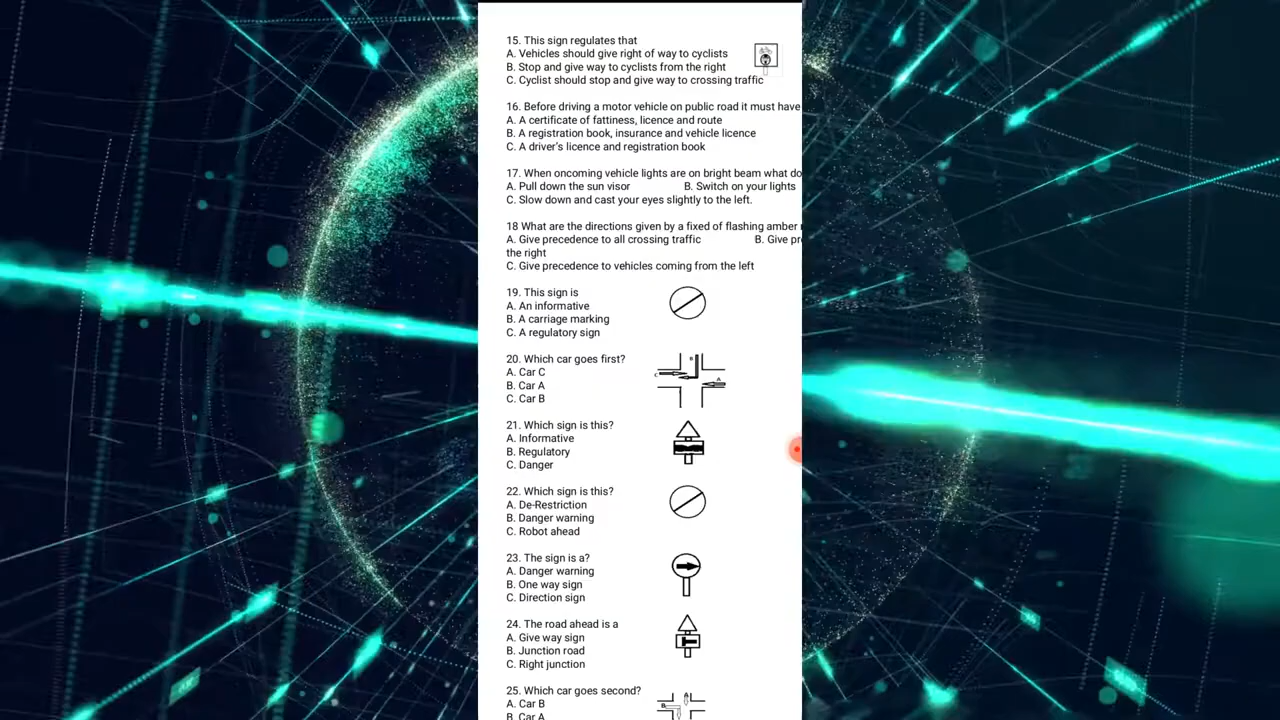 15. This sign regulates that
A. Vehicles should give right of way to cyclists
B. Stop and give way to cyclists from the right
C. Cyclist should stop and give way to crossing traffic
16. Before driving a motor vehicle on public road it must have
A. A certificate of fattiness, licence and route
B. A registration book, insurance and vehicle licence
C. A driver's licence and registration book
17. When oncoming vehicle lights are on bright beam what do
A. Pull down the sun visor B. Switch on your lights
C. Slow down and cast your eyes slightly to the left.
18 What are the directions given by a fixed of flashing amber
A. Give precedence to all crossing traffic B. Give
the right
C. Give precedence to vehicles coming from the left
19. This sign is
A. An informative
B. A carriage marking
C. A regulatory sign
20. Which car goes first?
A. Car C
B. Car A
C. Car B
B
C
A
21. Which sign is this?
A. Informative
B. Regulatory
C. Danger
22. Which sign is this?
A. De-Restriction
B. Danger warning
C. Robot ahead
23. The sign is a?
A. Danger warning
B. One way sign
C. Direction sign
24. The road ahead is a
A. Give way sign
B. Junction road
C. Right junction
25. Which car goes second?
A. Car B
B. Car A
B